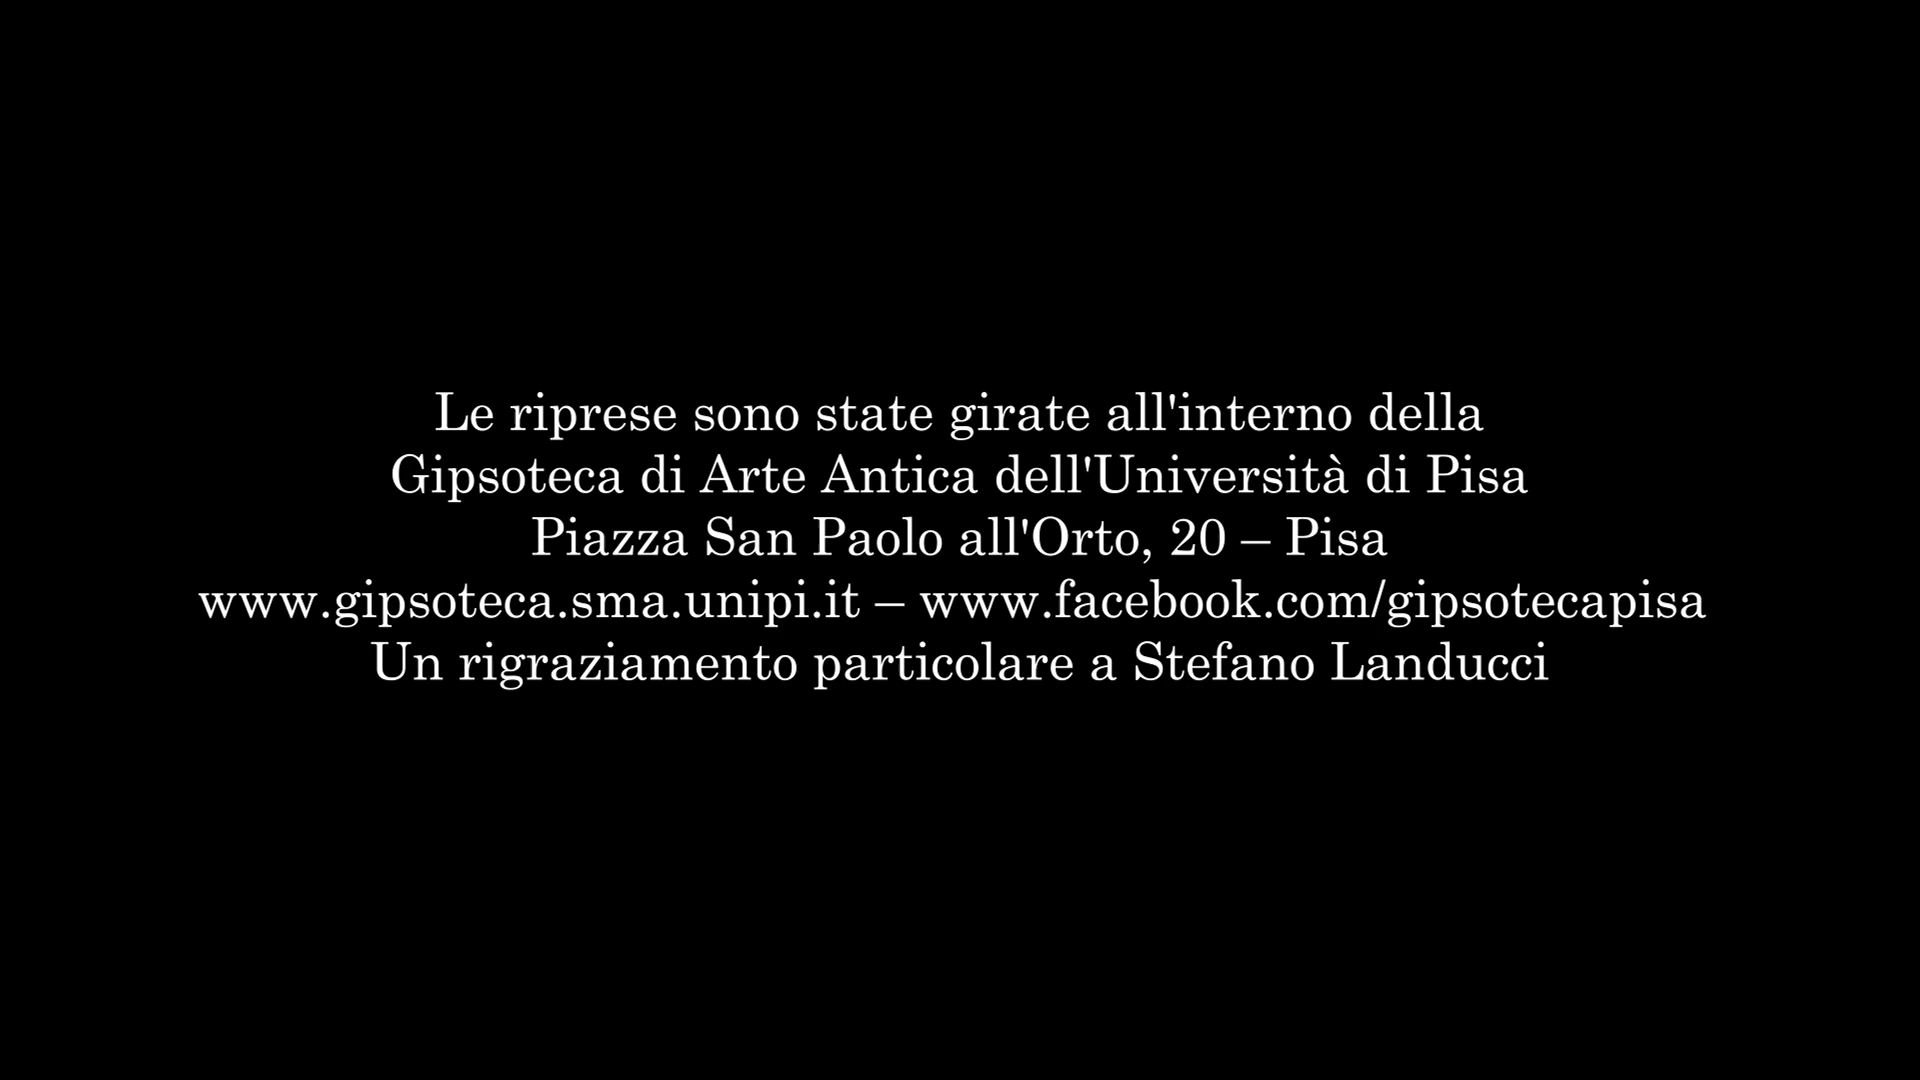 Le riprese sono state girate all'interno della
Gipsoteca di Arte Antica dell'Università di Pisa
Piazza San Paolo all'Orto, 20 – Pisa
www.gipsoteca.sma.unipi.it – www.facebook.com/gipsotecapisa
Un rigraziamento particolare a Stefano Landucci